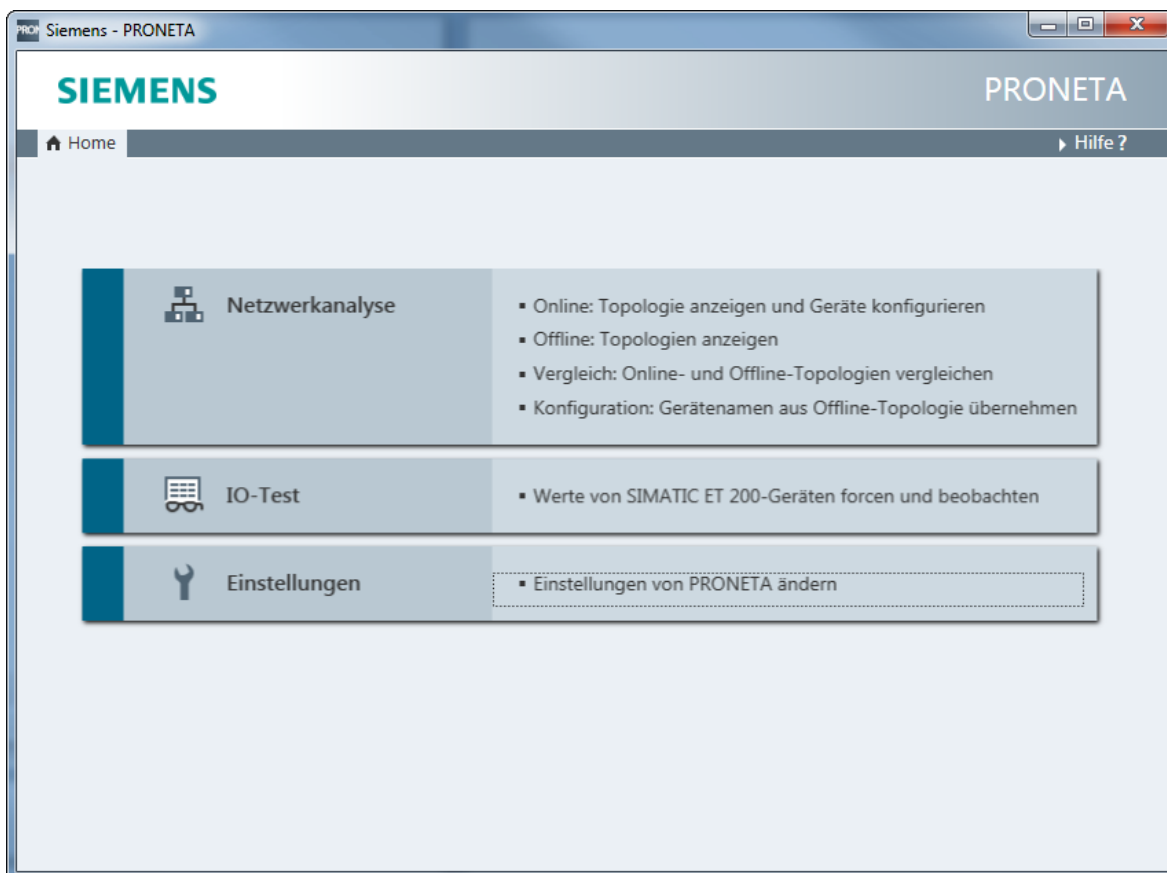 Siemens - PRONETA
SIEMENS
PRONETA
Home
Hilfe ?
Netzwerkanalyse
▪ Online: Topologie anzeigen und Geräte konfigurieren
▪ Offline: Topologien anzeigen
▪ Vergleich: Online- und Offline-Topologien vergleichen
▪ Konfiguration: Gerätenamen aus Offline-Topologie übernehmen
IO-Test
▪ Werte von SIMATIC ET 200-Geräten forcen und beobachten
Einstellungen
▪ Einstellungen von PRONETA ändern